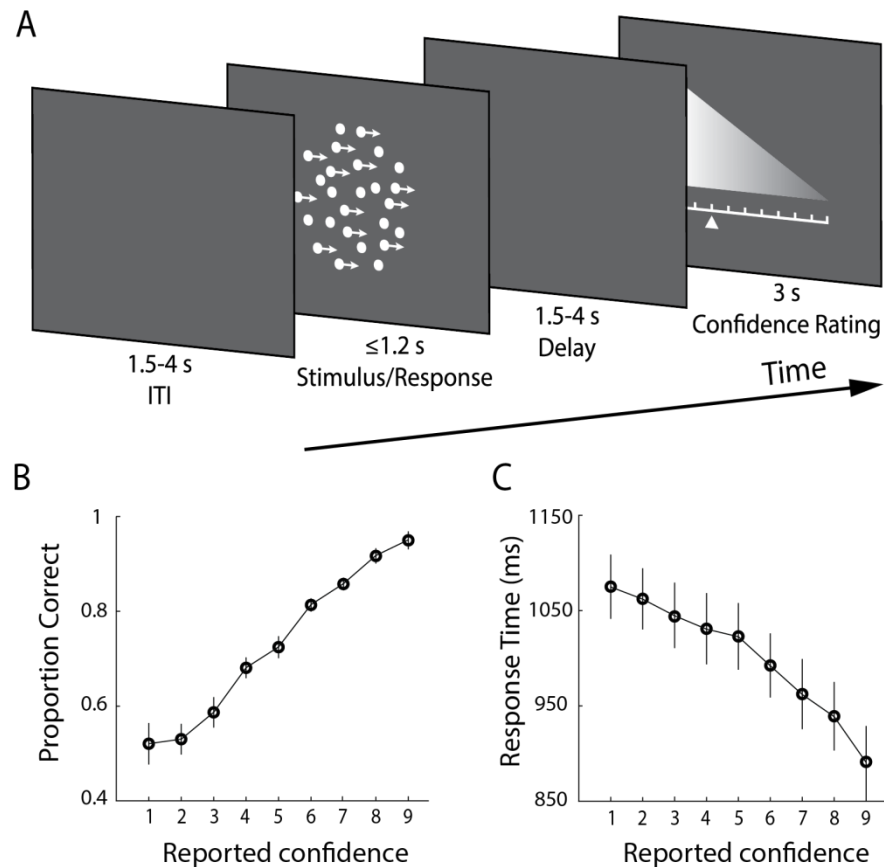 A
1.5-4 s
ITI
≤1.2 s
Stimulus/Response
1.5-4 s
Delay
3 s
Confidence Rating
Time
B
1
0.8
0.6
0.4
Proportion Correct
1 2 3 4 5 6 7 8 9
Reported confidence
C
1150
1050
950
850
Response Time (ms)
1 2 3 4 5 6 7 8 9
Reported confidence